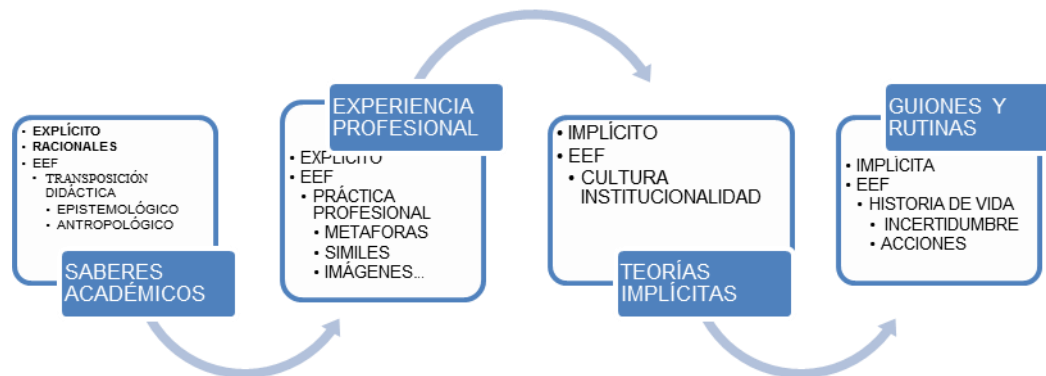 • EXPLÍCITO
• RACIONALES
• EEF
• TRANSPOSICIÓN
DIDÁCTICA
• EPISTEMOLÓGICO
• ANTROPOLÓGICO
SABERES
ACADÉMICOS
EXPERIENCIA
PROFESIONAL
• EXPLÍCITO
• EEF
• PRÁCTICA
PROFESIONAL
• METAFORAS
• SIMILES
• IMÁGENES...
• IMPLÍCITO
• EEF
• CULTURA
INSTITUCIONALIDAD
TEORÍAS
IMPLÍCITAS
GUIONES Y
RUTINAS
• IMPLÌCITA
• EEF
• HISTORIA DE VIDA
• INCERTIDUMBRE
• ACCIONES